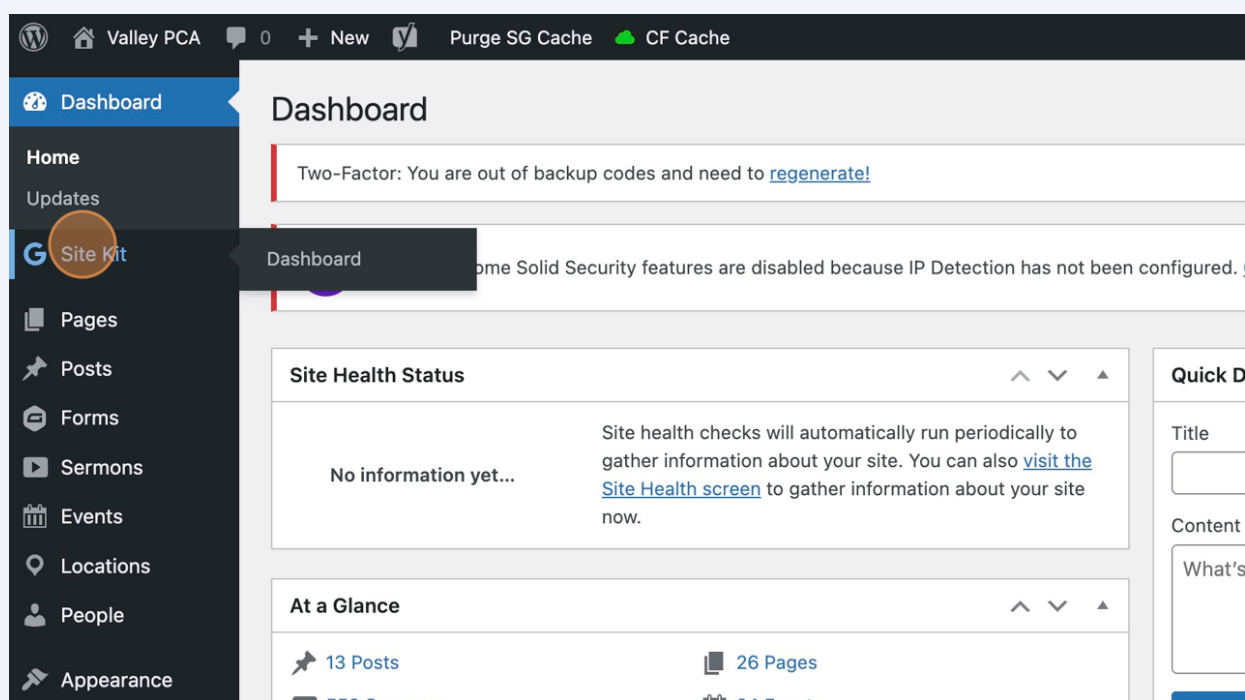 Valley PCA 0 New Purge SG Cache CF Cache
Dashboard
Home
Updates
Site Kit
Dashboard
Pages
Posts
Forms
Sermons
Events
Locations
People
Appearance
Dashboard
Two-Factor: You are out of backup codes and need to regenerate!
ome Solid Security features are disabled because IP Detection has not been configured.
Site Health Status
No information yet...
Site health checks will automatically run periodically to
gather information about your site. You can also visit the
Site Health screen to gather information about your site
now.
At a Glance
13 Posts
26 Pages
Quick D
Title
Content
What's